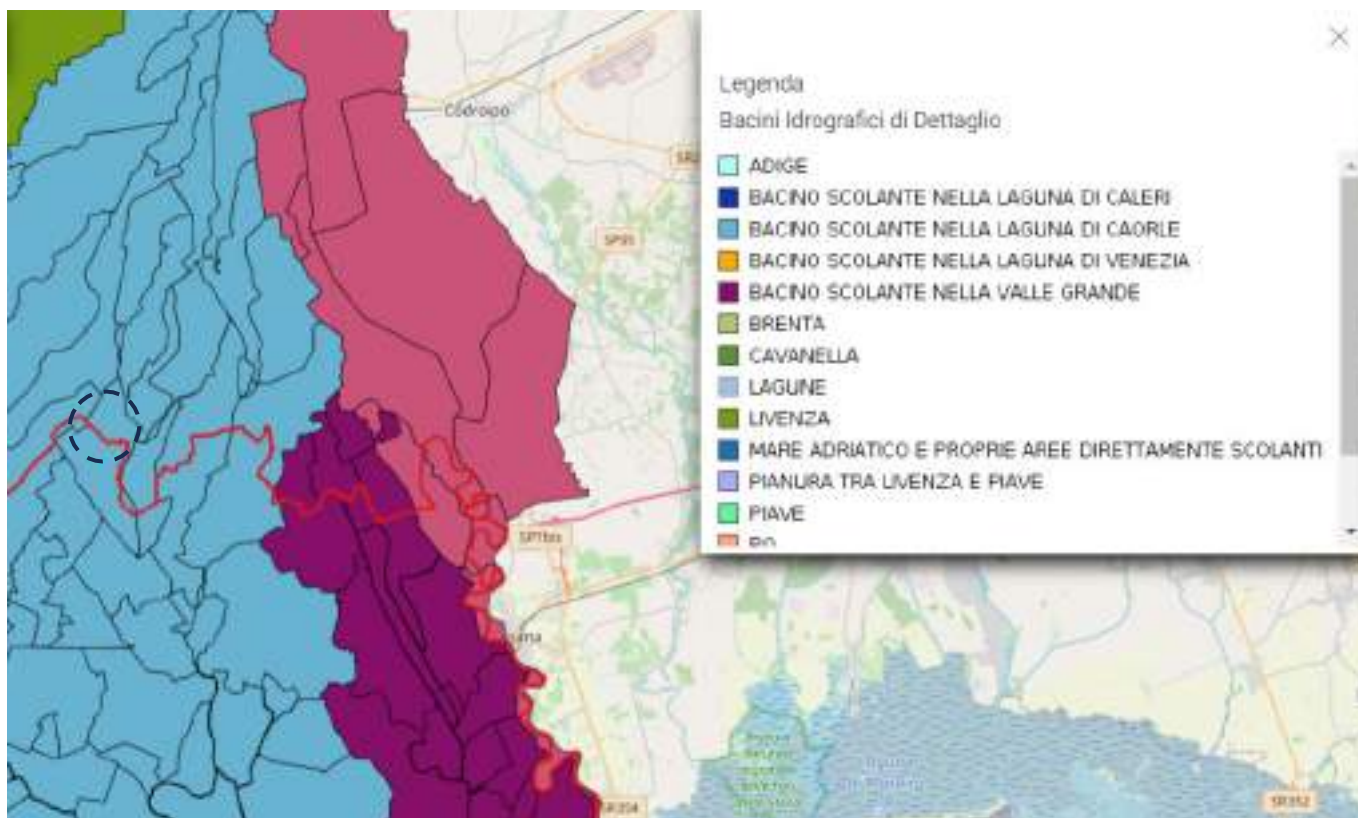 Codroipo
SP95
SP7bis
SR354
SR352
Legenda
Bacini Idrografici di Dettaglio
ADIGE
BACINO SCOLANTE NELLA LAGUNA DI CALERI
BACINO SCOLANTE NELLA LAGUNA DI CAORLE
BACINO SCOLANTE NELLA LAGUNA DI VENEZIA
BACINO SCOLANTE NELLA VALLE GRANDE
BRENTA
CAVANELLA
LAGUNE
LIVENZA
MARE ADRIATICO E PROPRIE AREE DIRETTAMENTE SCOLANTI
PIANURA TRA LIVENZA E PIAVE
PIAVE